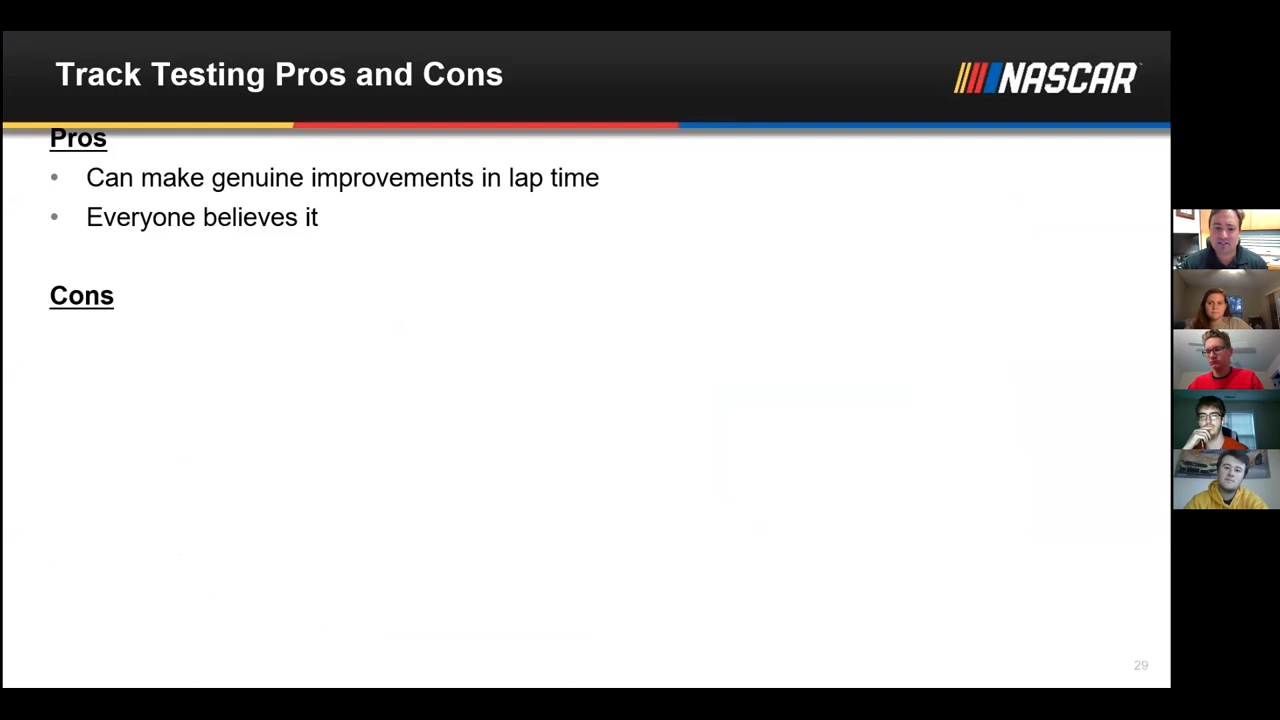 Track Testing Pros and Cons
NASCAR
Pros
• Can make genuine improvements in lap time
• Everyone believes it
Cons
29